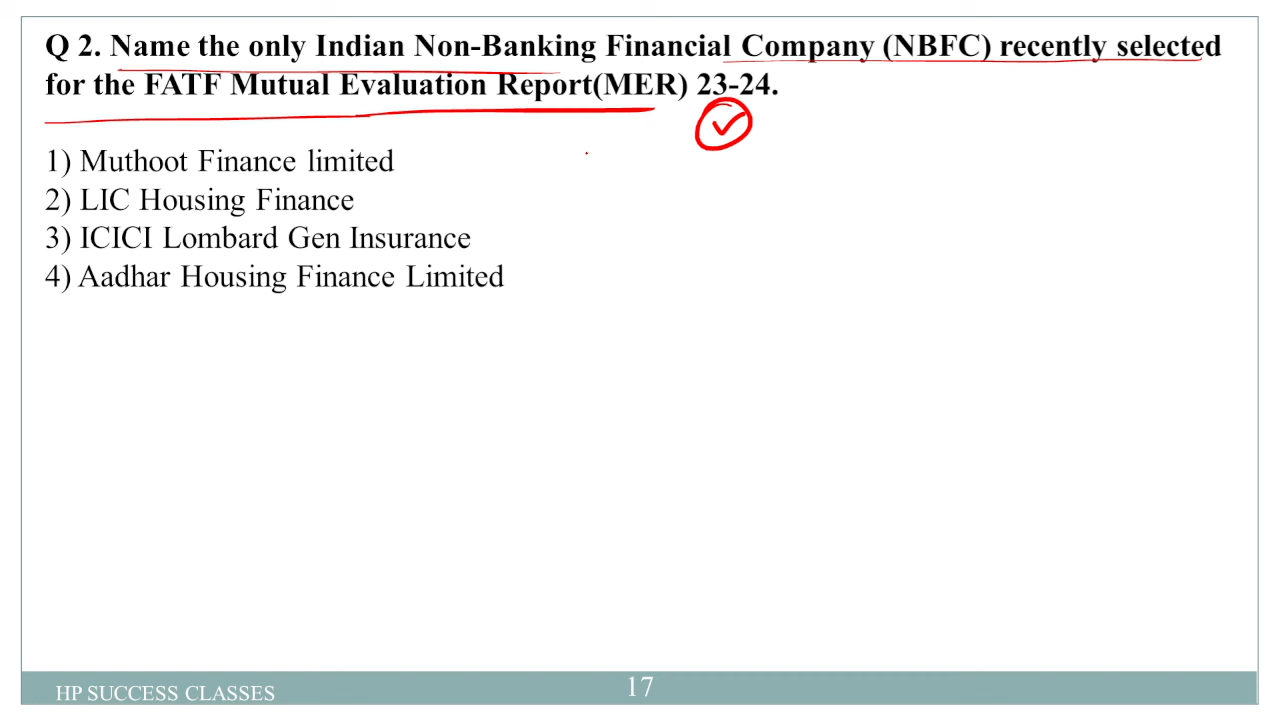 Q 2. Name the only Indian Non-Banking Financial Company (NBFC) recently selected
for the FATF Mutual Evaluation Report(MER) 23-24.
1) Muthoot Finance limited
2) LIC Housing Finance
3) ICICI Lombard Gen Insurance
4) Aadhar Housing Finance Limited
HP SUCCESS CLASSES
17